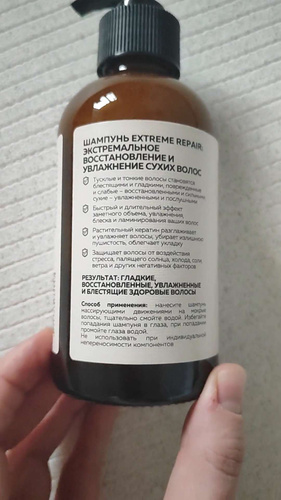 ШАМПУНЬ EXTREME REPAIR:
ЭКСТРЕМАЛЬНОЕ
ВОССТАНОВЛЕНИЕ И
УВЛАЖНЕНИЕ СУХИХ ВОЛОС
Тусклые и тонкие волосы становятся
блестящими и гладкими, поврежденные
и слабые – восстановленными и сильными,
сухие – увлажненными и послушными
Быстрый и длительный эффект
заметного объема, увлажнения,
блеска и ламинирования ваших волос
Растительный кератин разглаживает
и увлажняет волосы, убирает излишнюю
пушистость, облегчает укладку
Защищает волосы от воздействия
стресса, палящего солнца, холода, соли,
ветра и других негативных факторов
РЕЗУЛЬТАТ: ГЛАДКИЕ,
ВОССТАНОВЛЕННЫЕ, УВЛАЖНЕННЫЕ
И БЛЕСТЯЩИЕ ЗДОРОВЫЕ ВОЛОСЫ
Способ применения: нанесите шампунь
массирующими движениями на мокрые
волосы, тщательно смойте водой. Избегайте
попадания шампуня в глаза, при попадании
промойте глаза водой.
Не использовать при индивидуальной
непереносимости компонентов